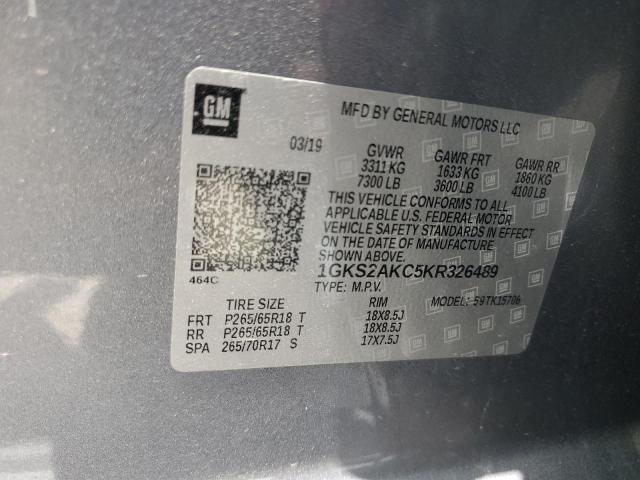 GM
MFD BY GENERAL MOTORS LLC
03/19
GVWR GAWR FRT GAWR RR
3311 KG 1633 KG 1860 KG
7300 LB 3600 LB 4100 LB
THIS VEHICLE CONFORMS TO ALL
APPLICABLE U.S. FEDERAL MOTOR
VEHICLE SAFETY STANDARDS IN EFFECT
ON THE DATE OF MANUFACTURE
SHOWN ABOVE.
1GKS2AKC5KR326489
464C
TYPE: M.P.V. MODEL: 59TK15706
TIRE SIZE RIM
FRT P265/65R18 T 18X8.5J
RR P265/65R18 T 18X8.5J
SPA 265/70R17 S 17X7.5J